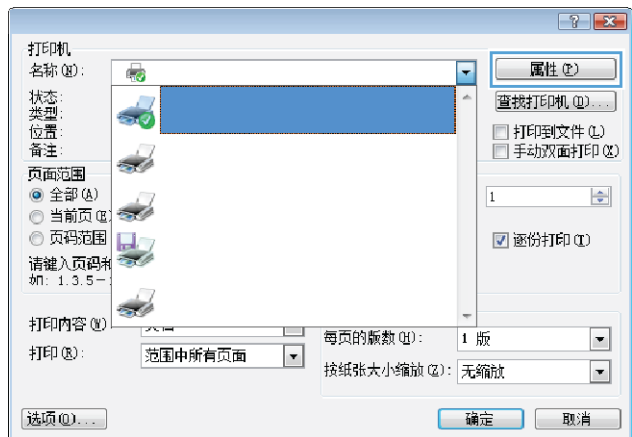 打印机
名称(N):
属性(P)
状态:
类型:
位置:
备注:
查找打印机(D)...
打印到文件(L)
手动双面打印(X)
页面范围
全部(A)
当前页(E)
页码范围
请键入页码和
如: 1.3.5-
1
逐份打印(T)
打印内容(W)
打印(R):
范围中所有页面
每页的版数(H):
1 版
按纸张大小缩放(Z):
无缩放
选项(O)...
确定
取消